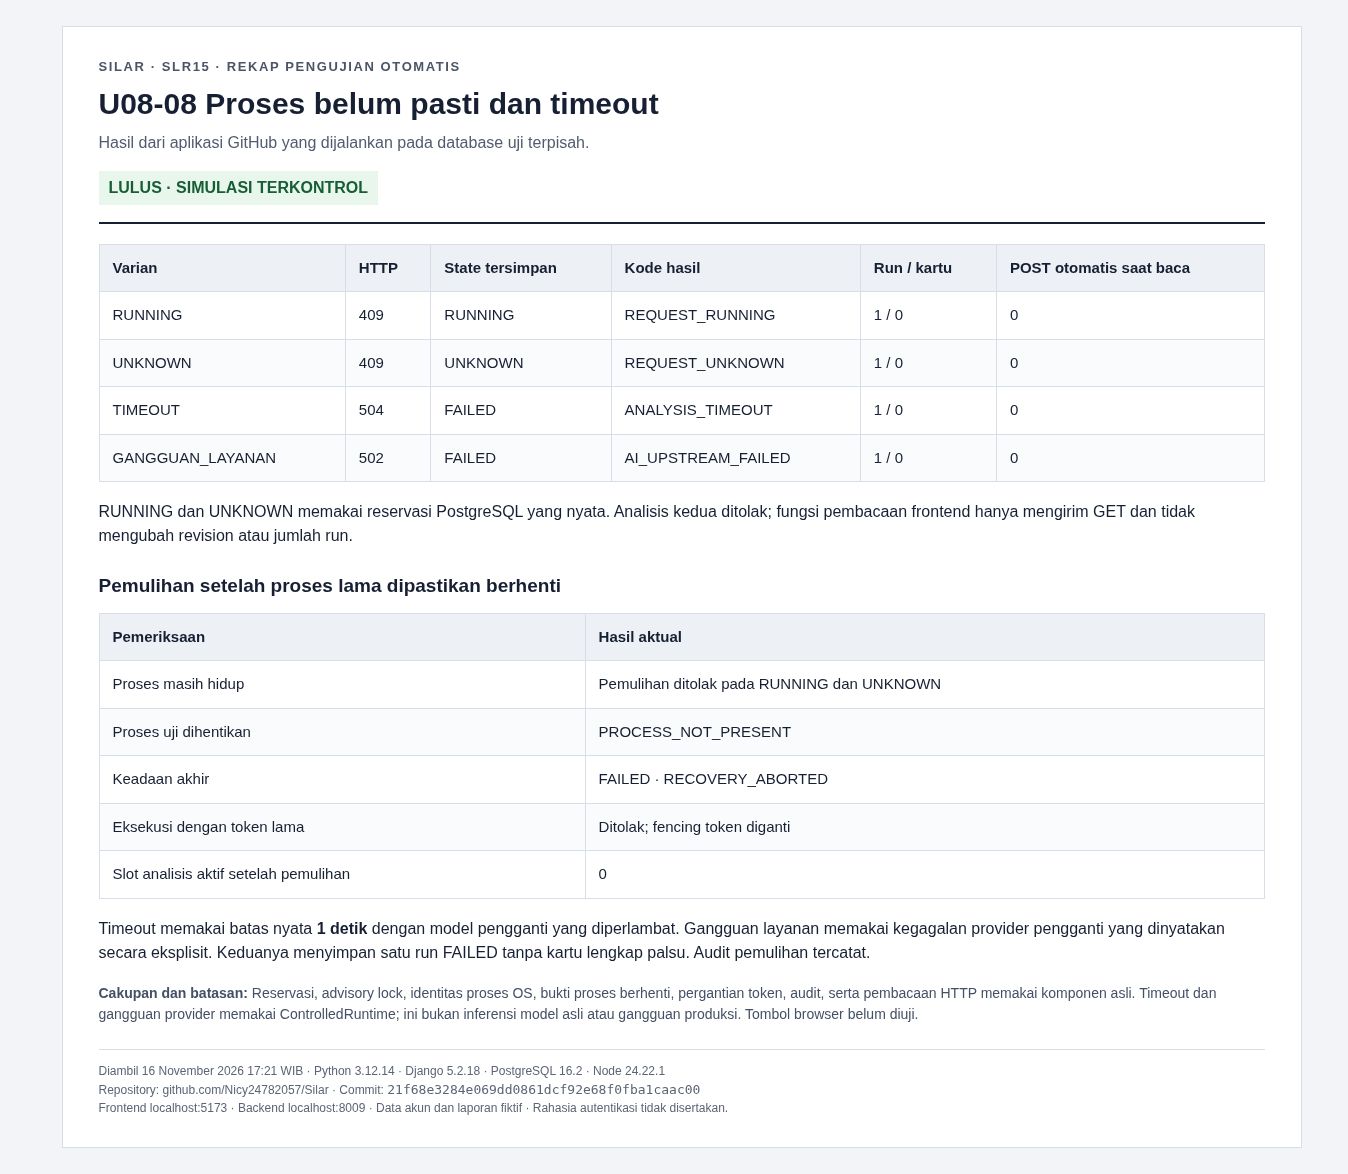 SILAR · SLR15 · REKAP PENGUJIAN OTOMATIS
U08-08 Proses belum pasti dan timeout
Hasil dari aplikasi GitHub yang dijalankan pada database uji terpisah.
LULUS · SIMULASI TERKONTROL
Varian HTTP State tersimpan Kode hasil Run / kartu POST otomatis saat baca
RUNNING 409 RUNNING REQUEST_RUNNING 1 / 0 0
UNKNOWN 409 UNKNOWN REQUEST_UNKNOWN 1 / 0 0
TIMEOUT 504 FAILED ANALYSIS_TIMEOUT 1 / 0 0
GANGGUAN_LAYANAN 502 FAILED AI_UPSTREAM_FAILED 1 / 0 0
RUNNING dan UNKNOWN memakai reservasi PostgreSQL yang nyata. Analisis kedua ditolak; fungsi pembacaan frontend hanya mengirim GET dan tidak
mengubah revision atau jumlah run.
Pemulihan setelah proses lama dipastikan berhenti
Pemeriksaan Hasil aktual
Proses masih hidup Pemulihan ditolak pada RUNNING dan UNKNOWN
Proses uji dihentikan PROCESS_NOT_PRESENT
Keadaan akhir FAILED · RECOVERY_ABORTED
Eksekusi dengan token lama Ditolak; fencing token diganti
Slot analisis aktif setelah pemulihan 0
Timeout memakai batas nyata 1 detik dengan model pengganti yang diperlambat. Gangguan layanan memakai kegagalan provider pengganti yang dinyatakan
secara eksplisit. Keduanya menyimpan satu run FAILED tanpa kartu lengkap palsu. Audit pemulihan tercatat.
Cakupan dan batasan: Reservasi, advisory lock, identitas proses OS, bukti proses berhenti, pergantian token, audit, serta pembacaan HTTP memakai komponen asli. Timeout dan
gangguan provider memakai ControlledRuntime; ini bukan inferensi model asli atau gangguan produksi. Tombol browser belum diuji.
Diambil 16 November 2026 17:21 WIB · Python 3.12.14 · Django 5.2.18 · PostgreSQL 16.2 · Node 24.22.1
Repository: github.com/Nicy24782057/Silar · Commit: 21f68e3284e069dd0861dcf92e68f0fba1caac00
Frontend localhost:5173 · Backend localhost:8009 · Data akun dan laporan fiktif · Rahasia autentikasi tidak disertakan.